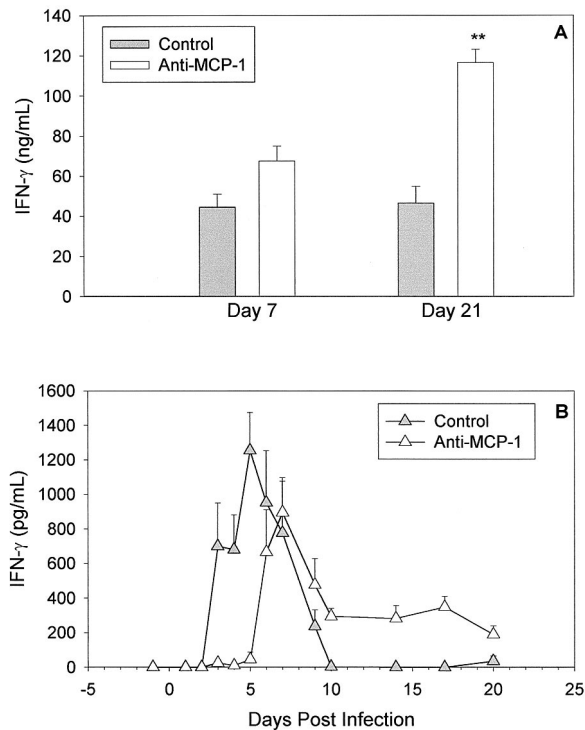 140
120
100
80
60
40
20
0
IFN-γ (ng/mL)
Control
Anti-MCP-1
A
**
Day 7
Day 21
1600
1400
1200
1000
800
600
400
200
0
IFN-γ (pg/mL)
B
Control
Anti-MCP-1
-5
0
5
10
15
20
25
Days Post Infection